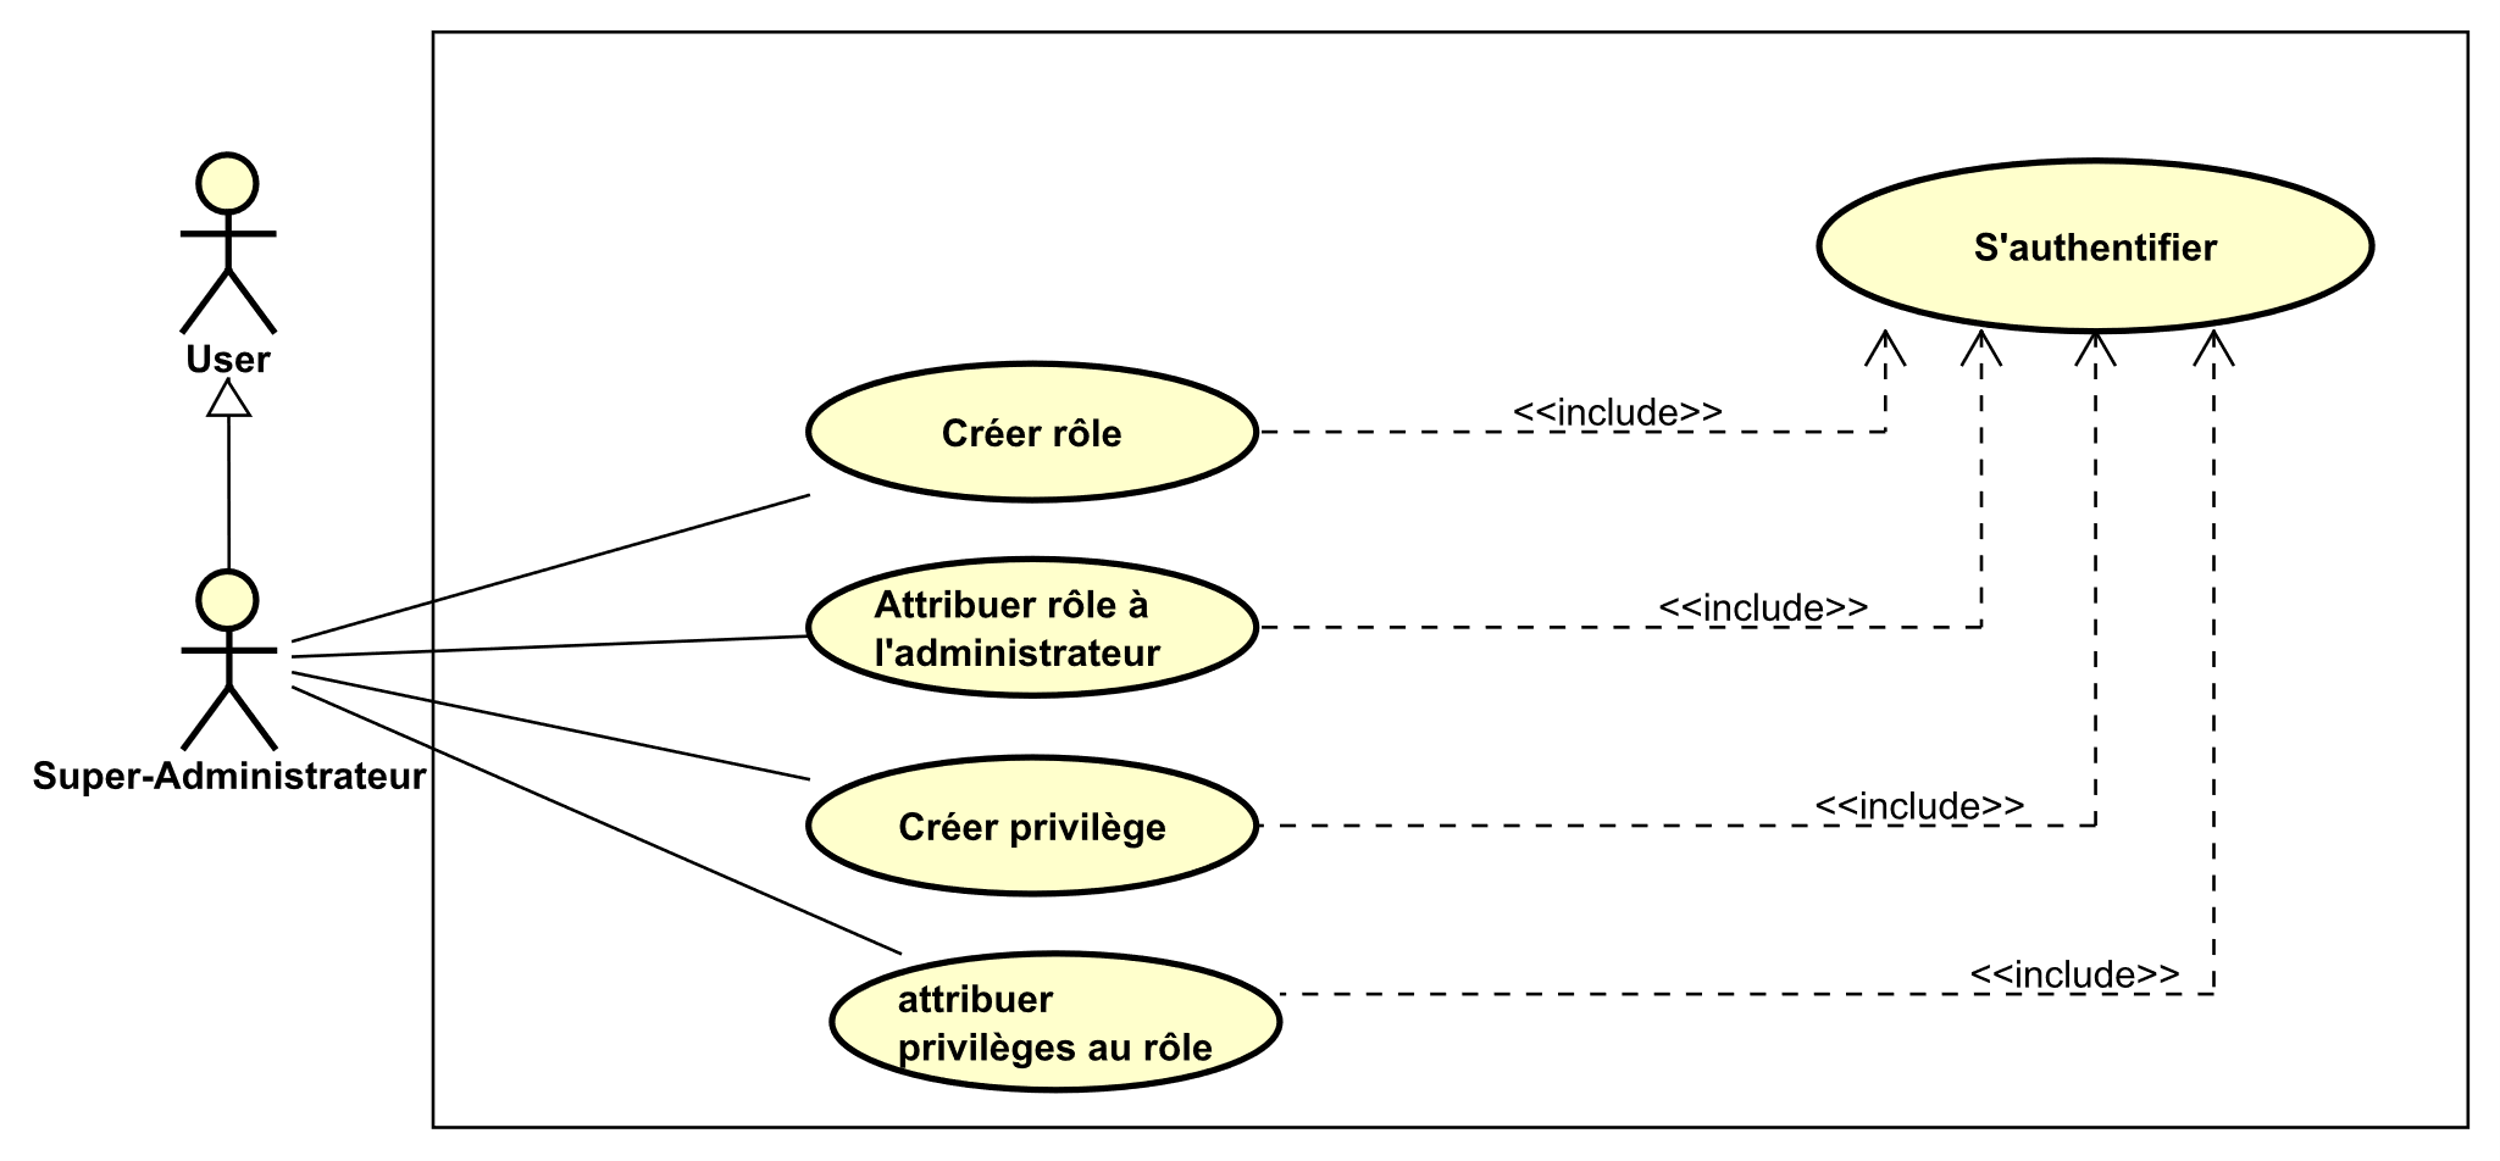 S'authentifier
User
Créer rôle
<<include>>
Attribuer rôle à
l'administrateur
<<include>>
Super-Administrateur
Créer privilège
<<include>>
attribuer
privilèges au rôle
<<include>>